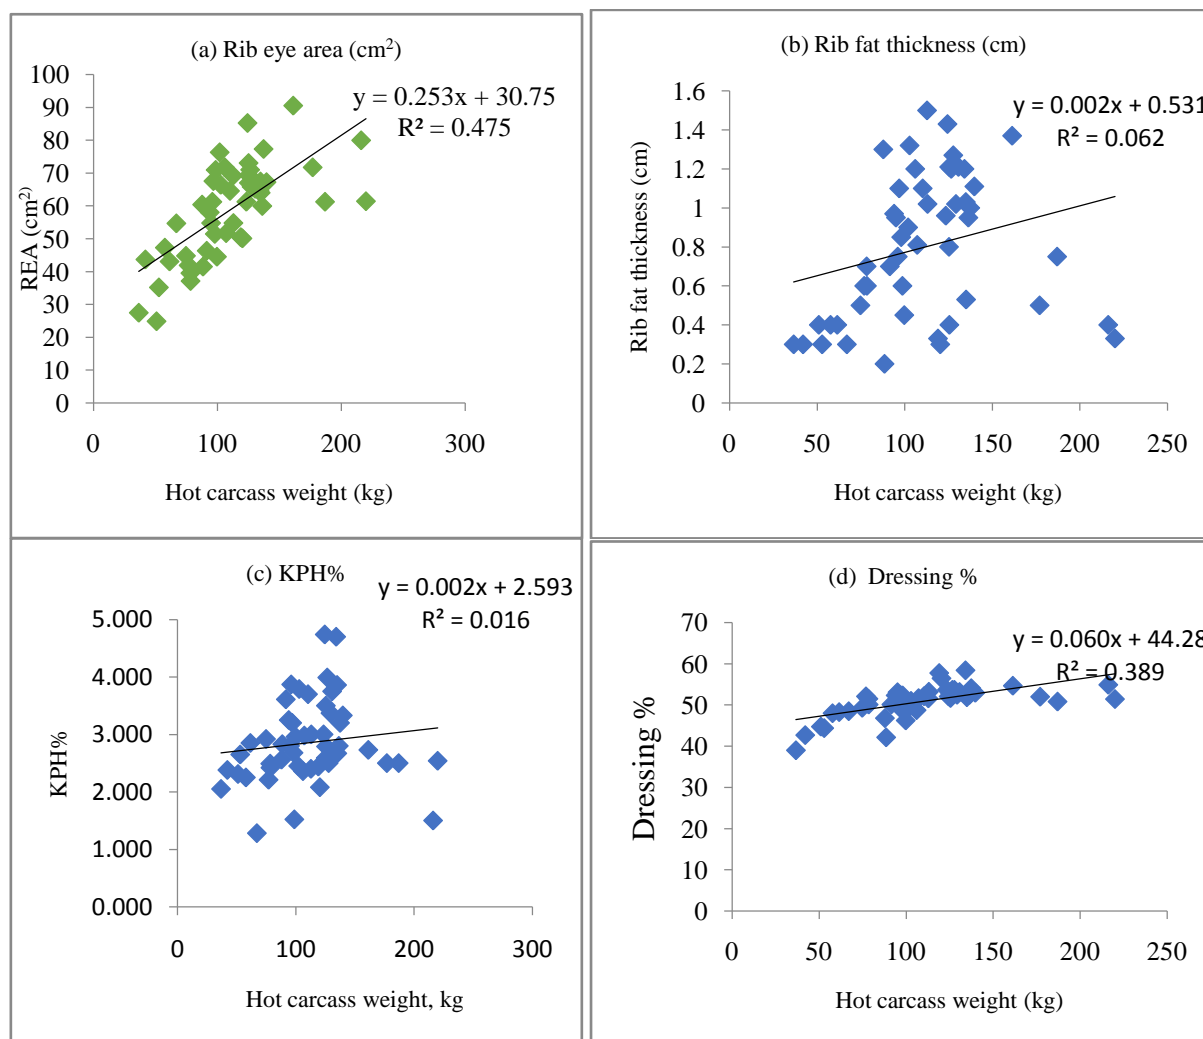 (a) Rib eye area (cm²)
y = 0.253x + 30.75
R² = 0.475
100
90
80
70
60
50
40
30
20
10
0
REA (cm²)
0 100 200 300
Hot carcass weight (kg)
(b) Rib fat thickness (cm)
y = 0.002x + 0.531
R² = 0.062
1.6
1.4
1.2
1
0.8
0.6
0.4
0.2
0
Rib fat thickness (cm)
0 50 100 150 200 250
Hot carcass weight (kg)
(c) KPH%
y = 0.002x + 2.593
R² = 0.016
5.000
4.000
3.000
2.000
1.000
0.000
KPH%
0 100 200 300
Hot carcass weight, kg
(d) Dressing %
y = 0.060x + 44.28
R² = 0.389
70
60
50
40
30
20
10
0
Dressing %
0 50 100 150 200 250
Hot carcass weight (kg)